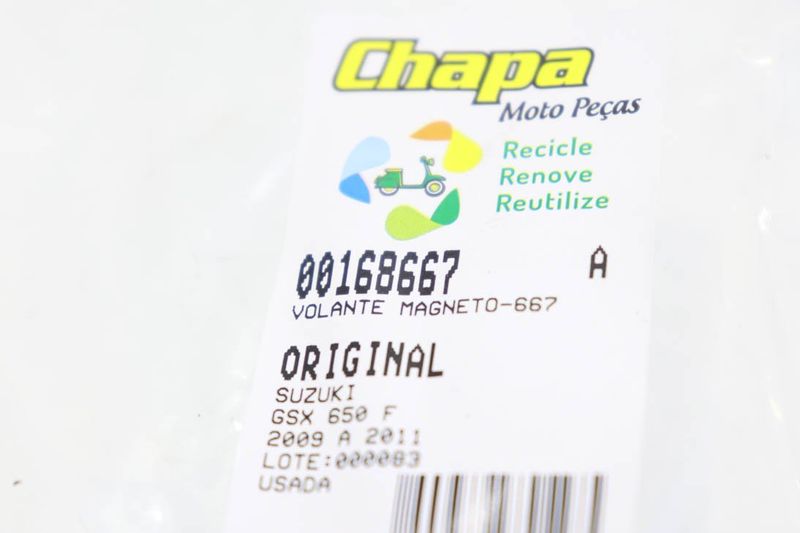 Chapa
Moto Peças
Recicle
Renove
Reutilize
00168667 A
VOLANTE MAGNETO-667
ORIGINAL
SUZUKI
GSX 650 F
2009 A 2011
LOTE:000083
USADA